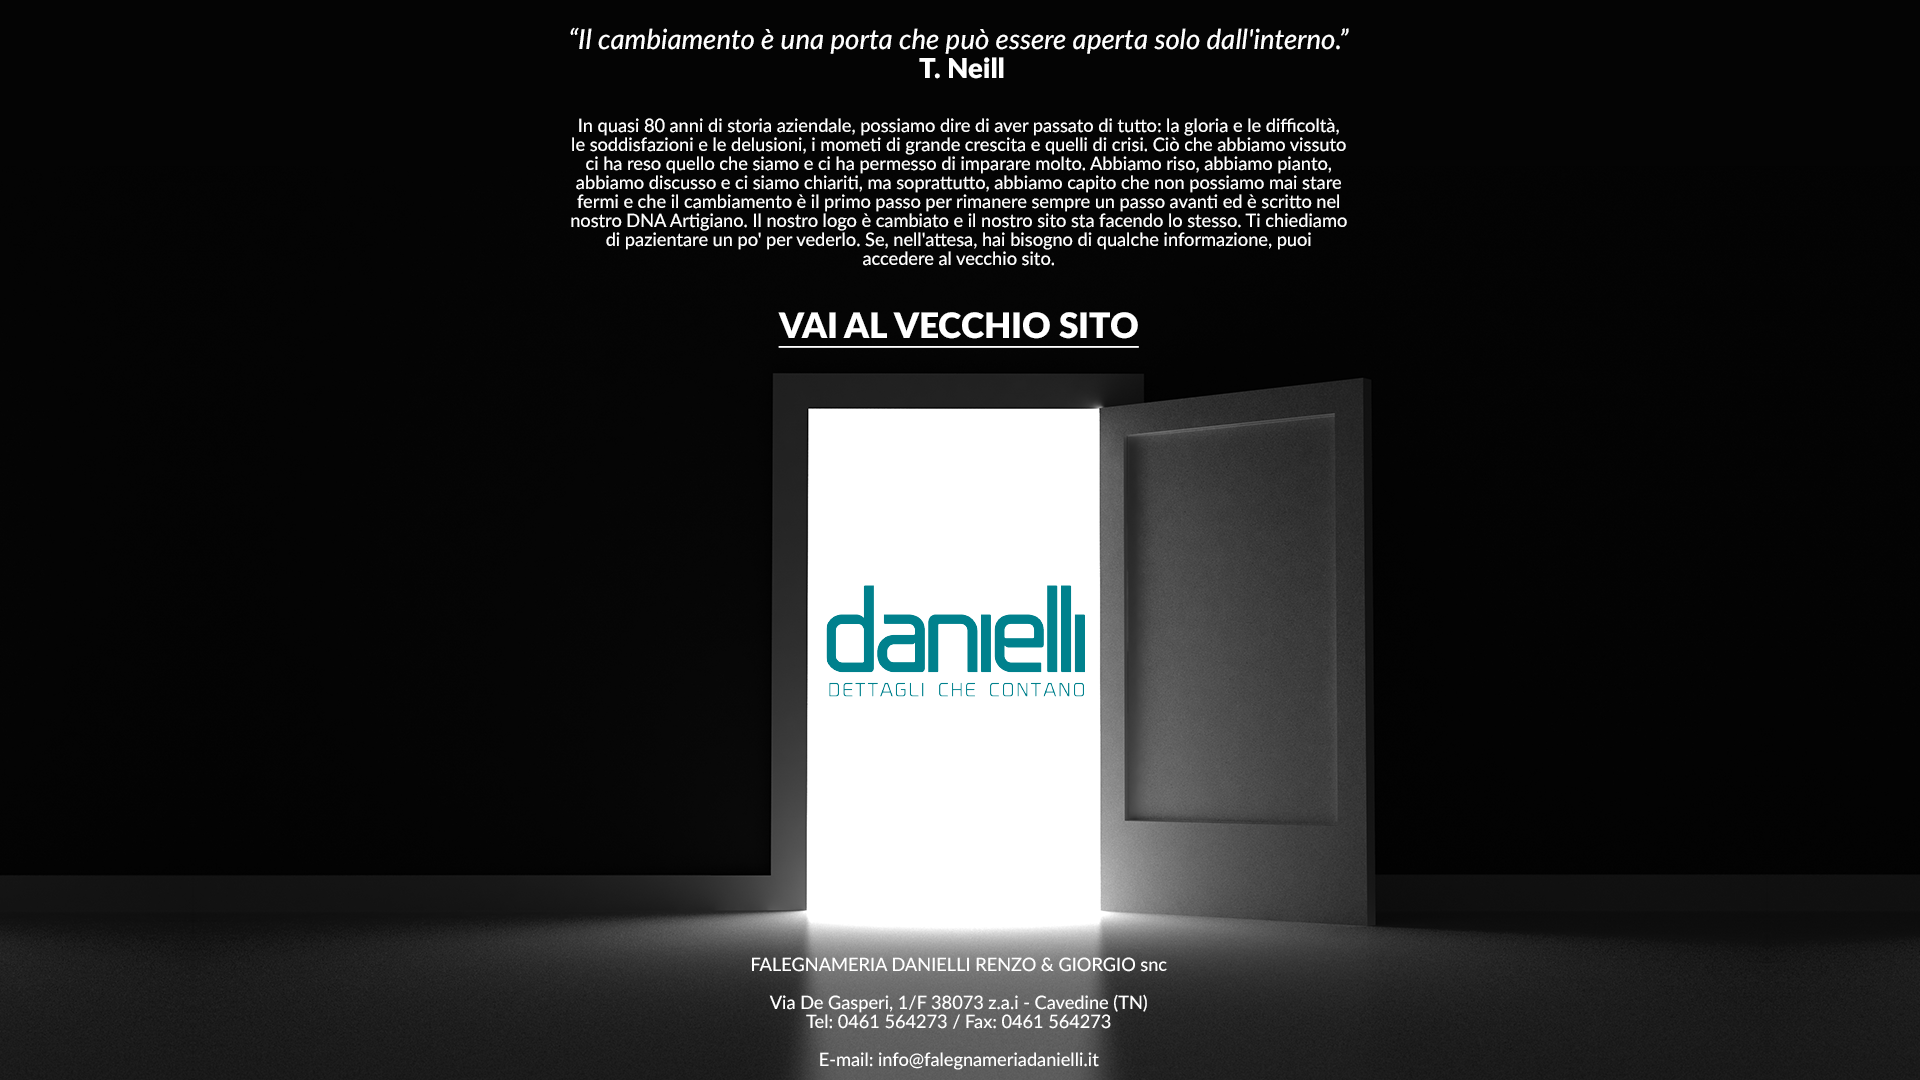 “Il cambiamento è una porta che può essere aperta solo dall'interno.”
T. Neill
In quasi 80 anni di storia aziendale, possiamo dire di aver passato di tutto: la gloria e le difficoltà,
le soddisfazioni e le delusioni, i mometi di grande crescita e quelli di crisi. Ciò che abbiamo vissuto
ci ha reso quello che siamo e ci ha permesso di imparare molto. Abbiamo riso, abbiamo pianto,
abbiamo discusso e ci siamo chiariti, ma soprattutto, abbiamo capito che non possiamo mai stare
fermi e che il cambiamento è il primo passo per rimanere sempre un passo avanti ed è scritto nel
nostro DNA Artigiano. Il nostro logo è cambiato e il nostro sito sta facendo lo stesso. Ti chiediamo
di pazientare un po' per vederlo. Se, nell'attesa, hai bisogno di qualche informazione, puoi
accedere al vecchio sito.
VAI AL VECCHIO SITO
danielli
DETTAGLI CHE CONTANO
FALEGNAMERIA DANIELLI RENZO & GIORGIO snc
Via De Gasperi, 1/F 38073 z.a.i - Cavedine (TN)
Tel: 0461 564273 / Fax: 0461 564273
E-mail: info@falegnameriadanielli.it